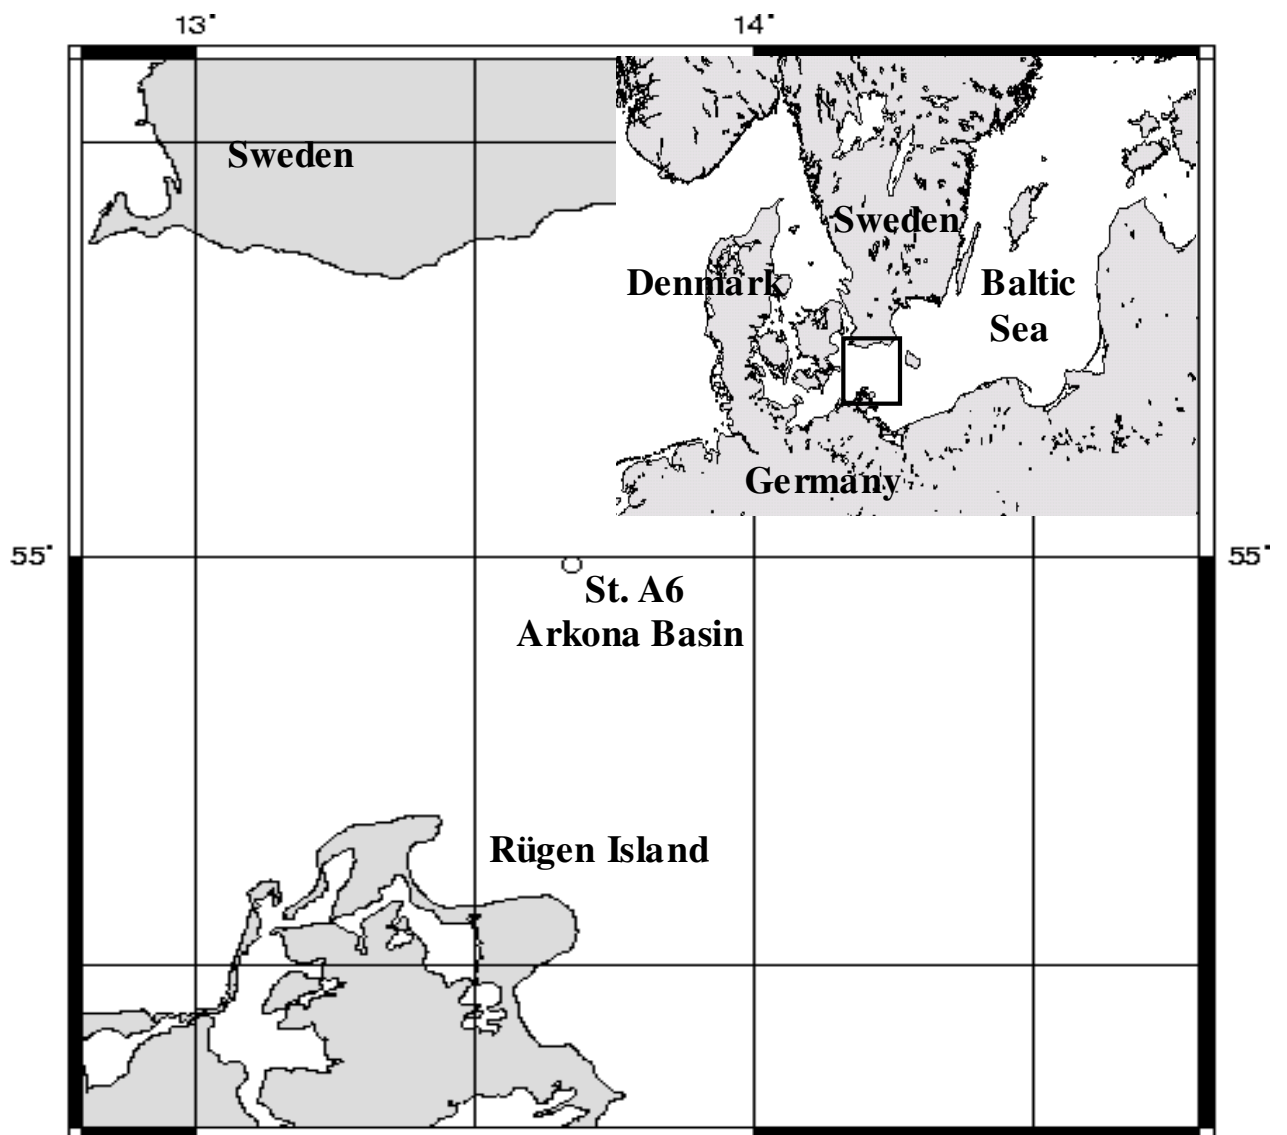 13°
14°
Sweden
Sweden
Denmark
Baltic
Sea
Germany
55°
55°
St. A6
Arkona Basin
Rügen Island